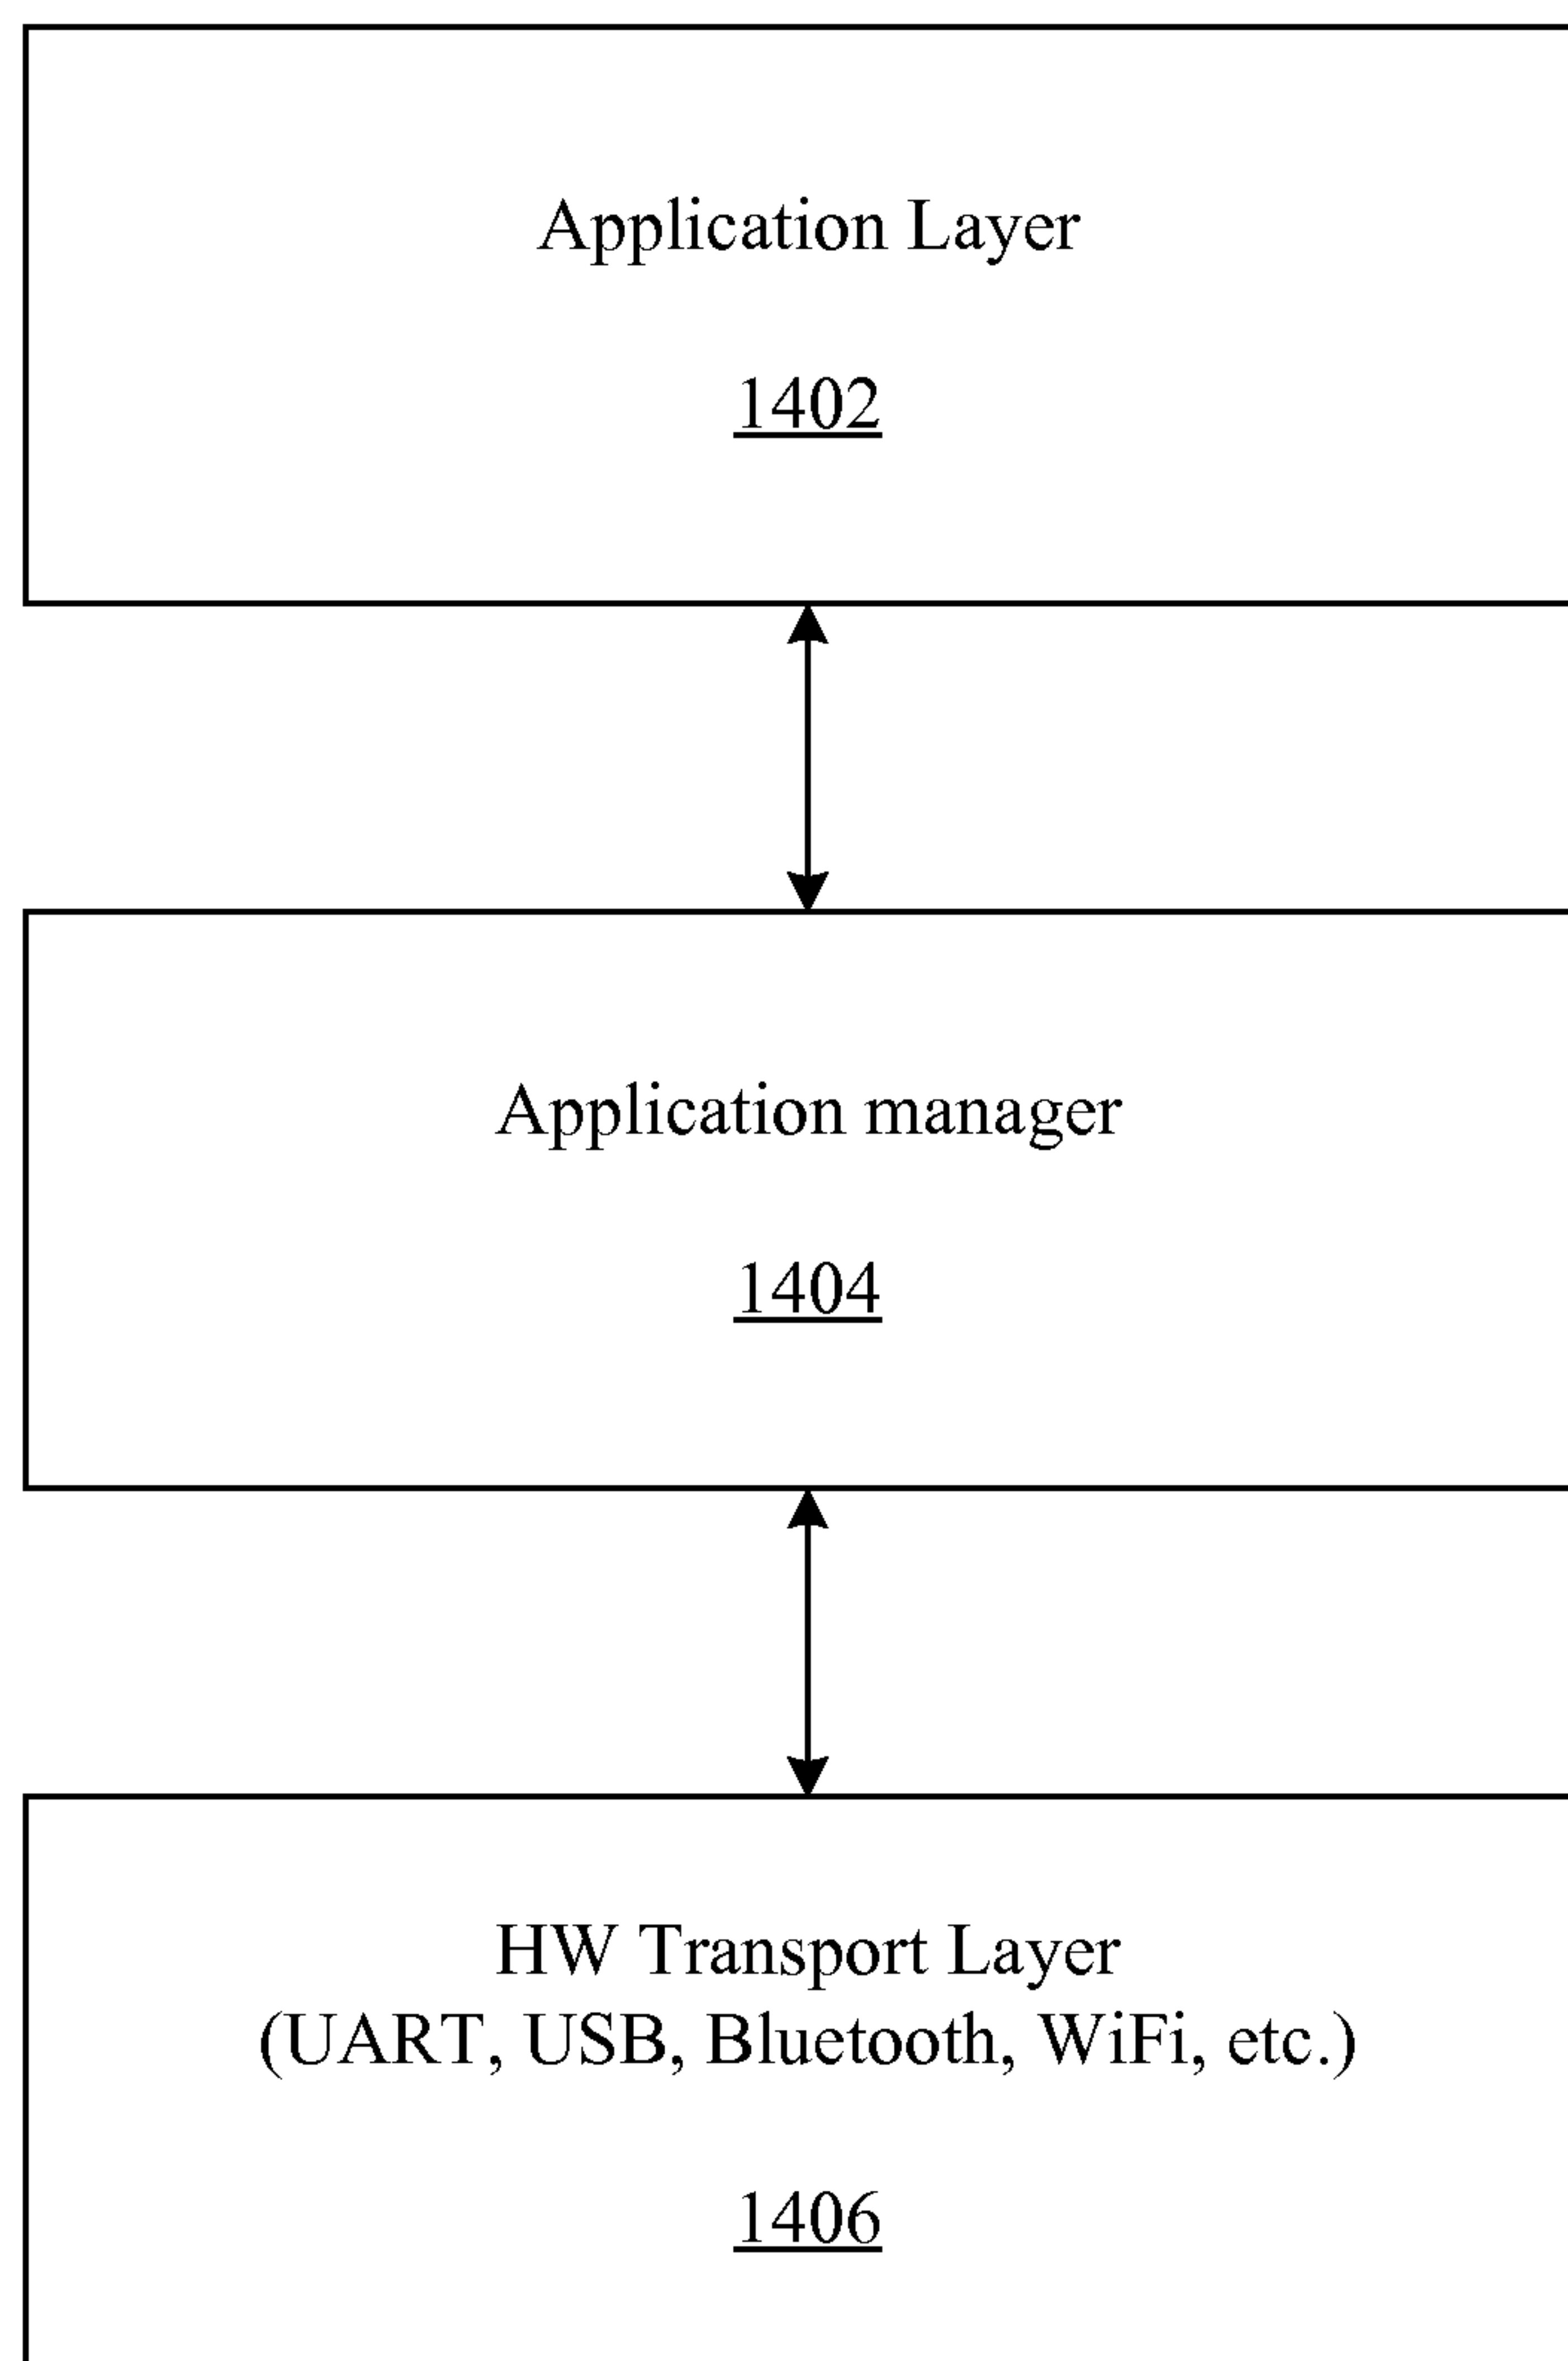 Application Layer
1402
Application manager
1404
HW Transport Layer
(UART, USB, Bluetooth, WiFi, etc.)
1406